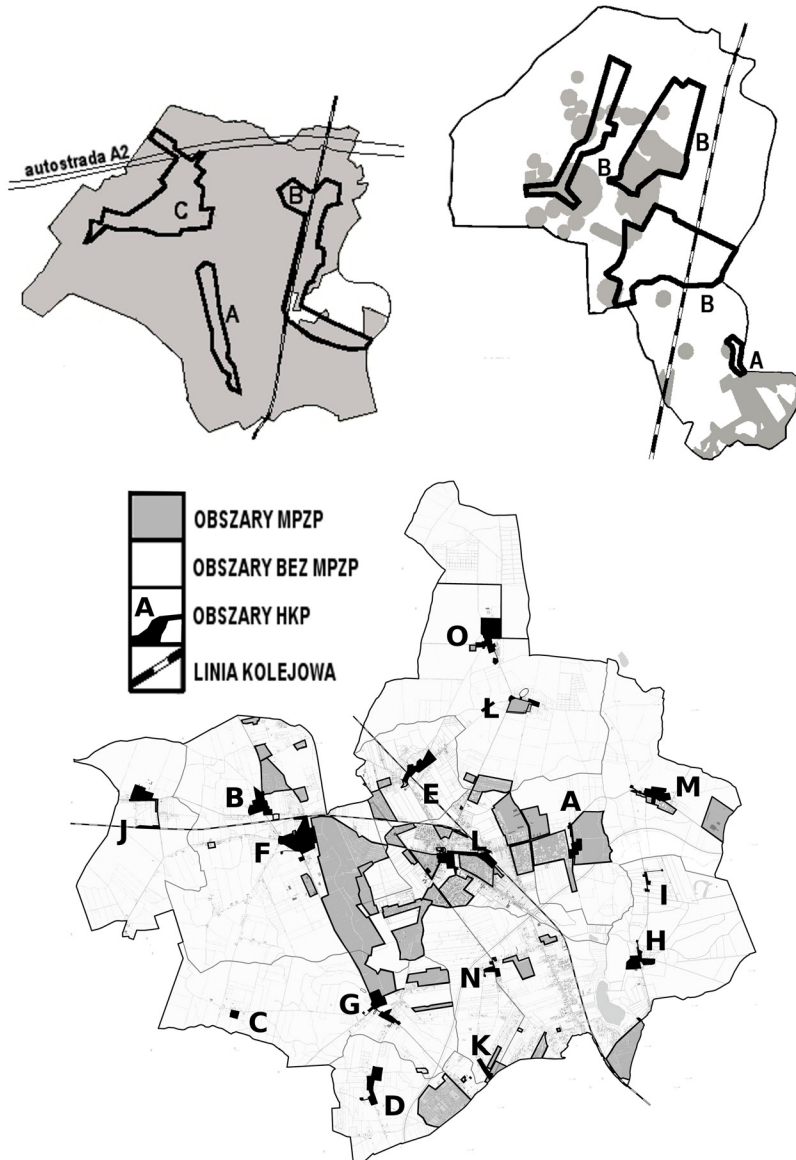 autostrada A2
C
B
A
B
B
B
A
OBSZARY MPZP
OBSZARY BEZ MPZP
A OBSZARY HKP
LINIA KOLEJOWA
O
Ł
E
B
A
M
J
F
L
I
H
N
G
C
K
D